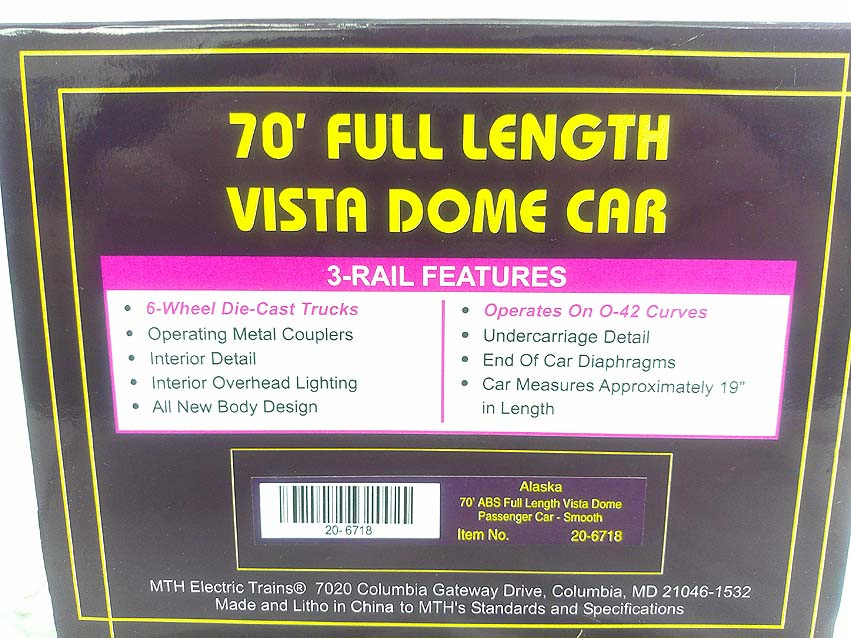 70' FULL LENGTH
VISTA DOME CAR
3-RAIL FEATURES
• 6-Wheel Die-Cast Trucks
• Operating Metal Couplers
• Interior Detail
• Interior Overhead Lighting
• All New Body Design
• Operates On O-42 Curves
• Undercarriage Detail
• End Of Car Diaphragms
• Car Measures Approximately 19"
in Length
20-6718
Alaska
70' ABS Full Length Vista Dome
Passenger Car - Smooth
Item No. 20-6718
MTH Electric Trains® 7020 Columbia Gateway Drive, Columbia, MD 21046-1532
Made and Litho in China to MTH's Standards and Specifications